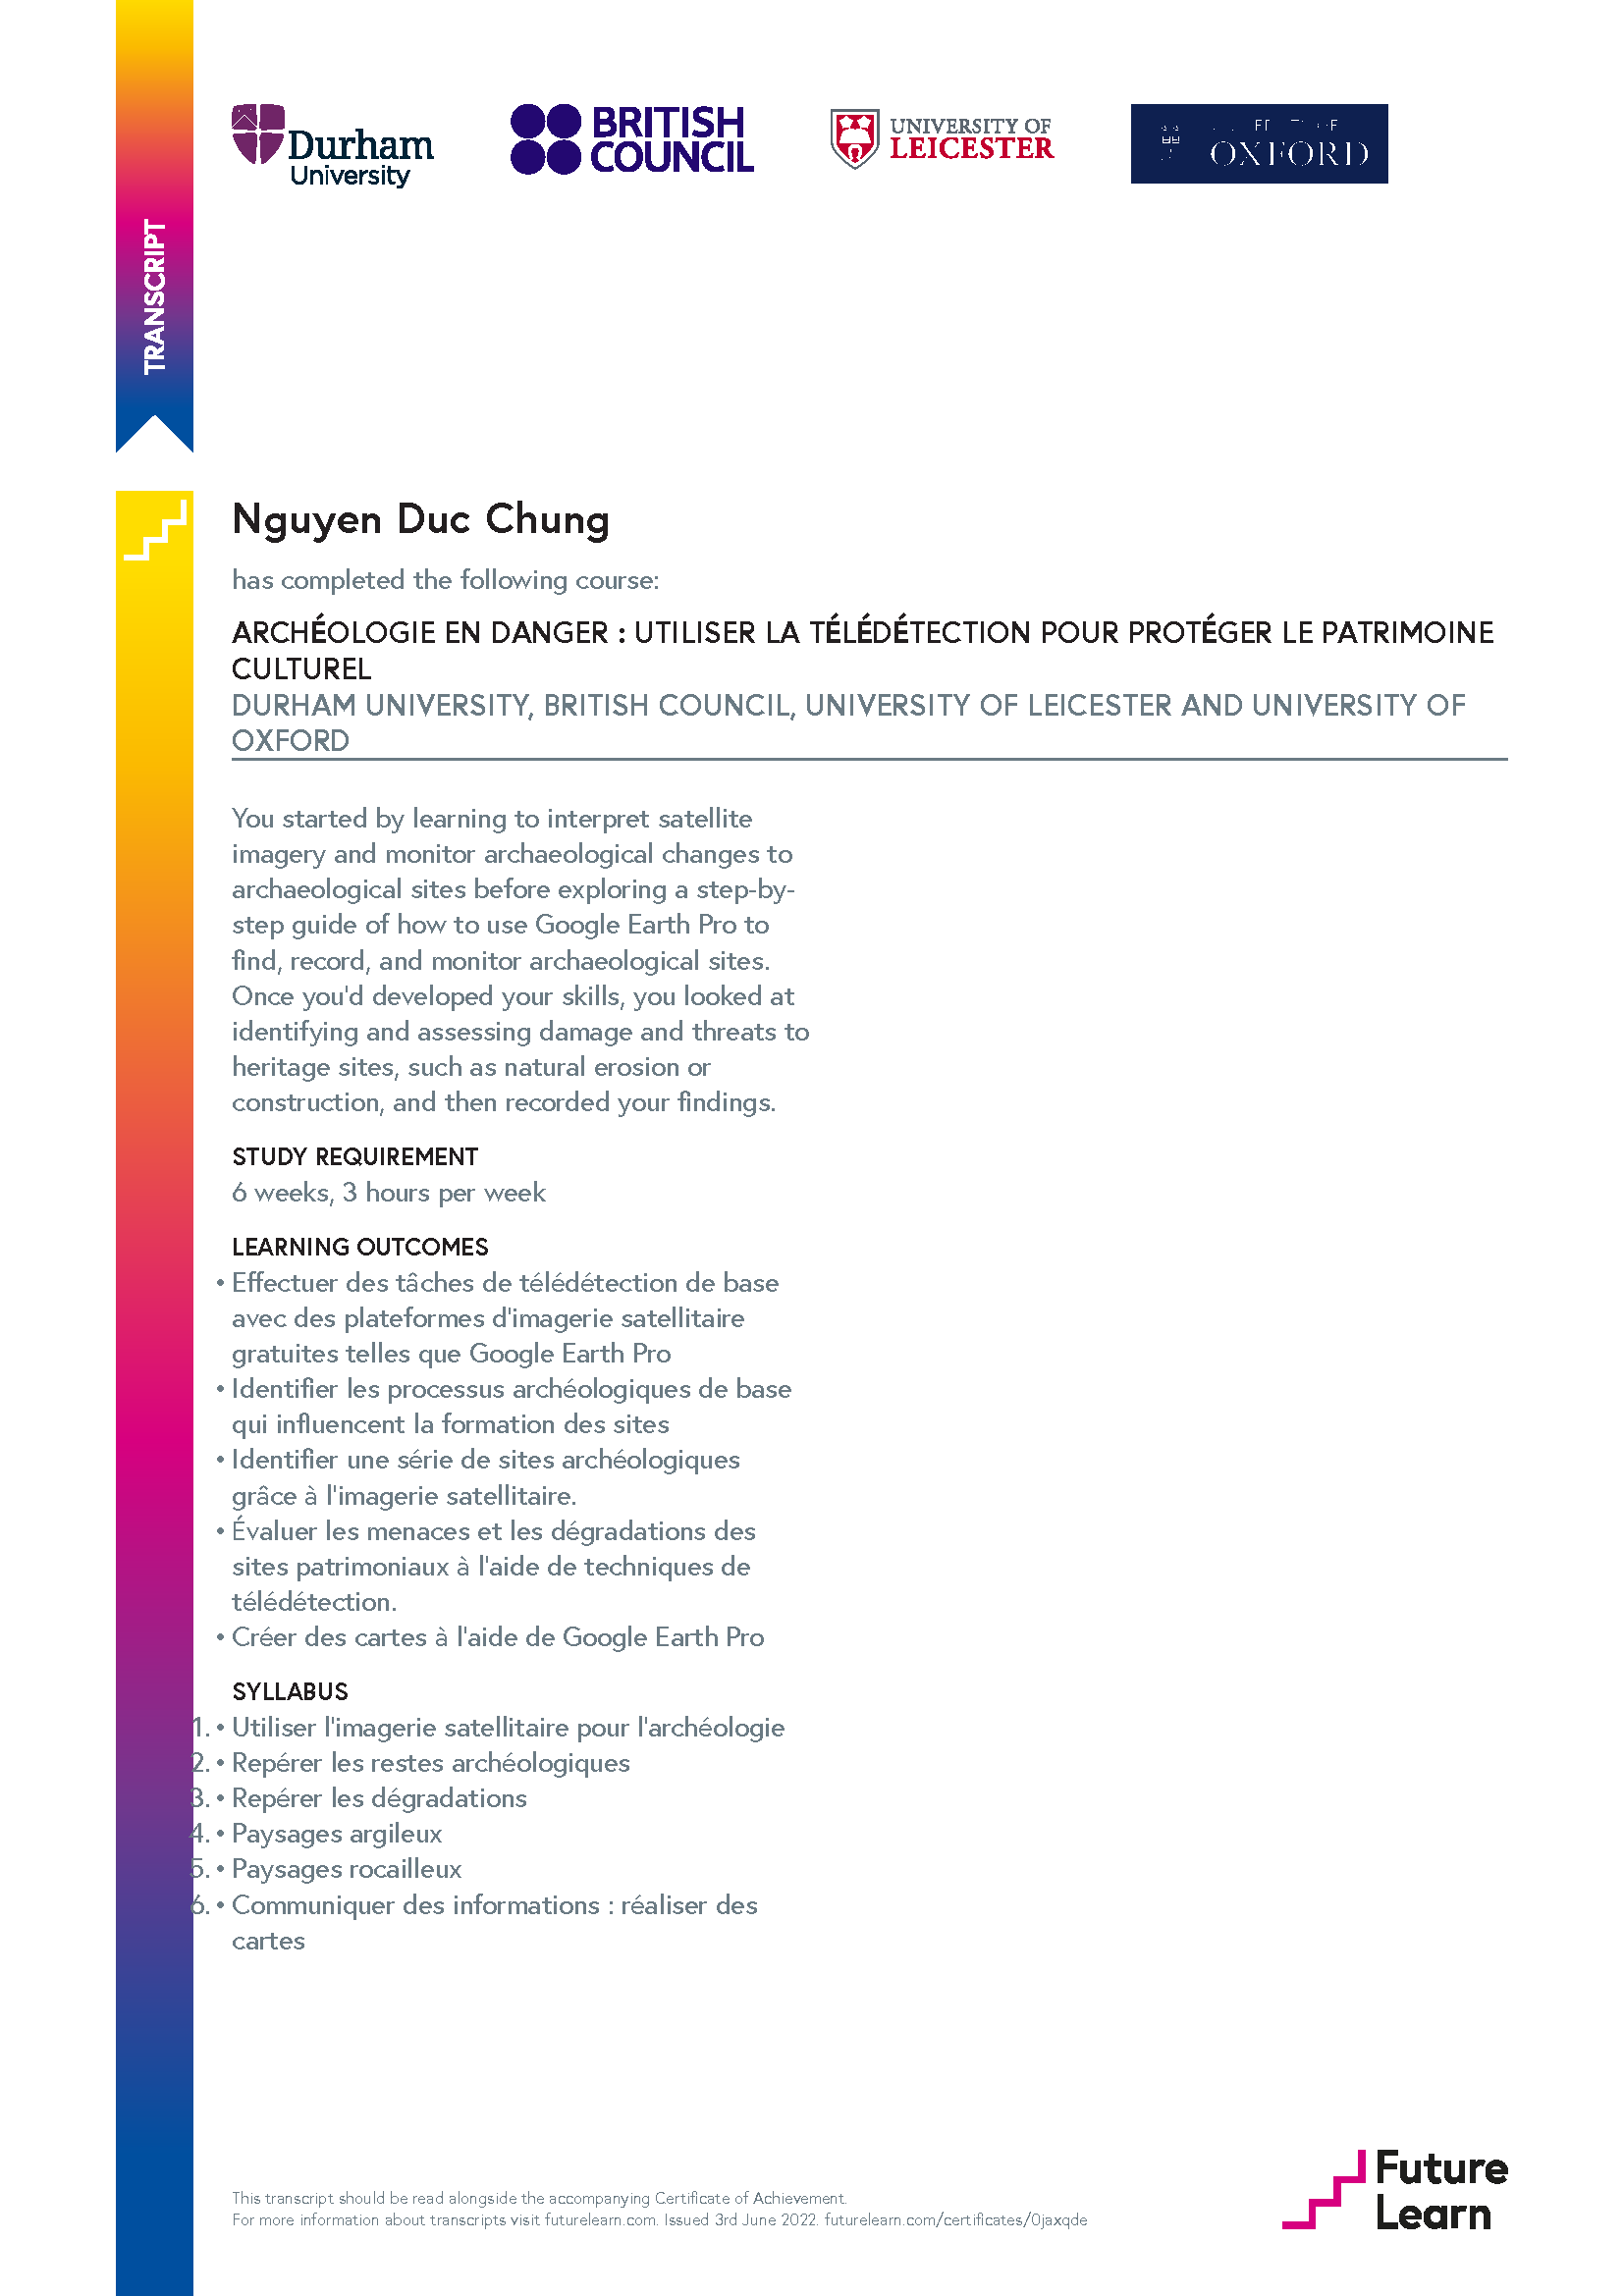 Durham
University
BRITISH
COUNCIL
UNIVERSITY OF
LEICESTER
OXFORD
TRANSCRIPT
Nguyen Duc Chung
has completed the following course:
ARCHÉOLOGIE EN DANGER : UTILISER LA TÉLÉDÉTECTION POUR PROTÉGER LE PATRIMOINE
CULTUREL
DURHAM UNIVERSITY, BRITISH COUNCIL, UNIVERSITY OF LEICESTER AND UNIVERSITY OF
OXFORD
You started by learning to interpret satellite
imagery and monitor archaeological changes to
archaeological sites before exploring a step-by-
step guide of how to use Google Earth Pro to
find, record, and monitor archaeological sites.
Once you'd developed your skills, you looked at
identifying and assessing damage and threats to
heritage sites, such as natural erosion or
construction, and then recorded your findings.
STUDY REQUIREMENT
6 weeks, 3 hours per week
LEARNING OUTCOMES
• Effectuer des tâches de télédétection de base
avec des plateformes d'imagerie satellitaire
gratuites telles que Google Earth Pro
• Identifier les processus archéologiques de base
qui influencent la formation des sites
• Identifier une série de sites archéologiques
grâce à l'imagerie satellitaire.
• Évaluer les menaces et les dégradations des
sites patrimoniaux à l'aide de techniques de
télédétection.
• Créer des cartes à l'aide de Google Earth Pro
SYLLABUS
1. • Utiliser l'imagerie satellitaire pour l'archéologie
2. • Repérer les restes archéologiques
3. • Repérer les dégradations
4. • Paysages argileux
5. • Paysages rocailleux
6. • Communiquer des informations : réaliser des
cartes
This transcript should be read alongside the accompanying Certificate of Achievement.
For more information about transcripts visit futurelearn.com. Issued 3rd June 2022. futurelearn.com/certificates/0jaxqde
Future
Learn